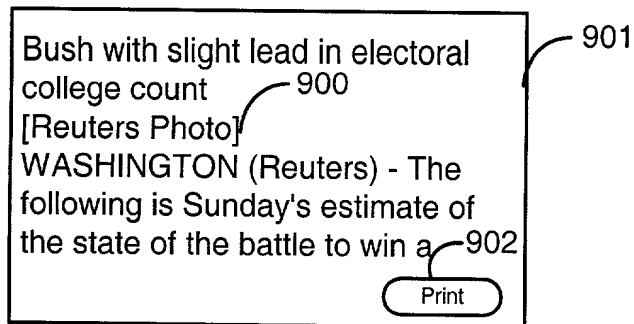 901
Bush with slight lead in electoral
college count
900
[Reuters Photo]
WASHINGTON (Reuters) - The
following is Sunday's estimate of
the state of the battle to win a
902
Print